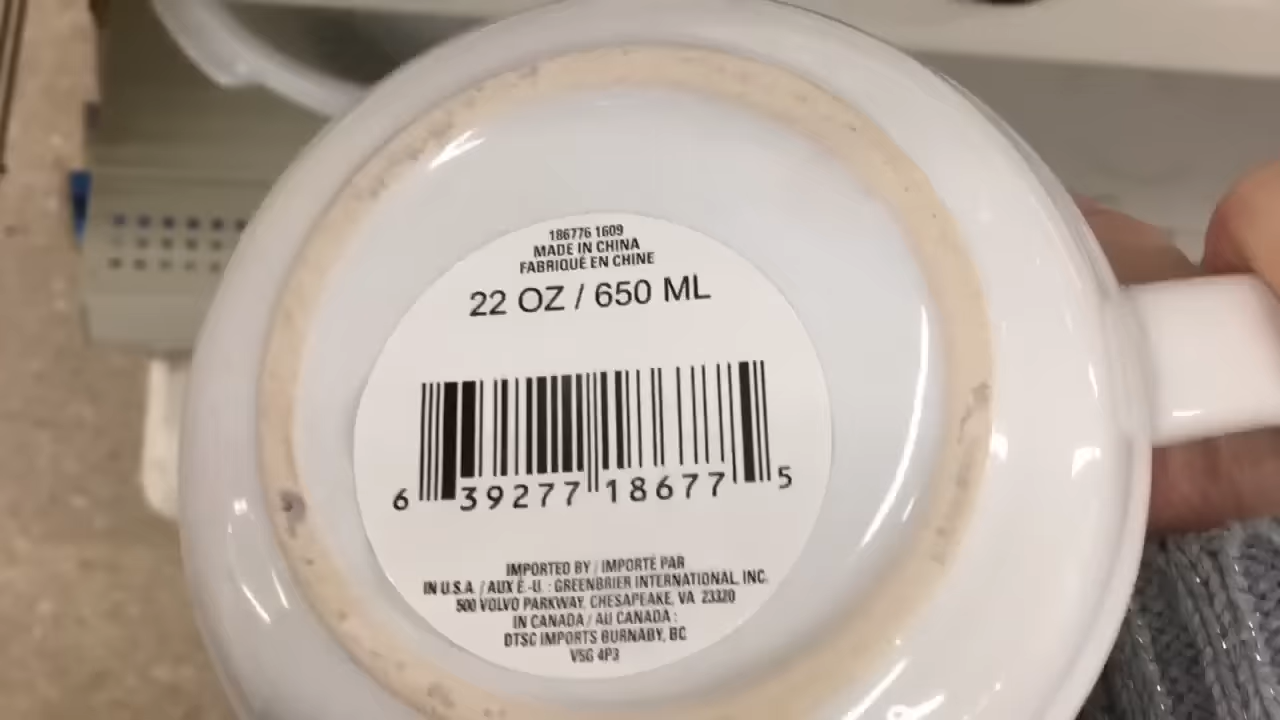 186776 1609
MADE IN CHINA
FABRIQUÉ EN CHINE
22 OZ / 650 ML
6 39277 18677 5
IMPORTED BY / IMPORTÉ PAR
IN U.S.A. / AUX É.-U. : GREENBRIER INTERNATIONAL, INC.
500 VOLVO PARKWAY, CHESAPEAKE, VA 23320
IN CANADA / AU CANADA :
DTSC IMPORTS BURNABY, BC
V5G 4P3